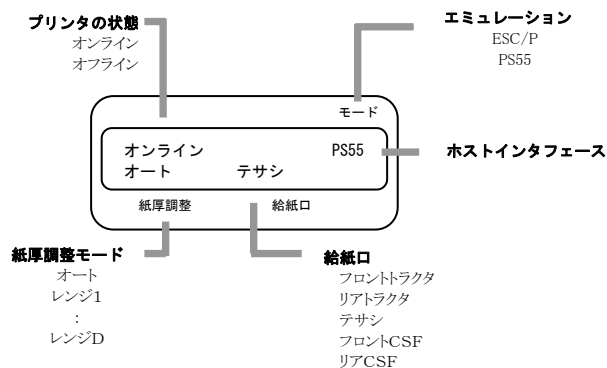 プリンタの状態
オンライン
オフライン
エミュレーション
ESC/P
PS55
モード
オンライン PS55
オート テサシ
ホストインタフェース
紙厚調整 給紙口
紙厚調整モード
オート
レンジ1
:
レンジD
給紙口
フロントトラクタ
リアトラクタ
テサシ
フロントCSF
リアCSF